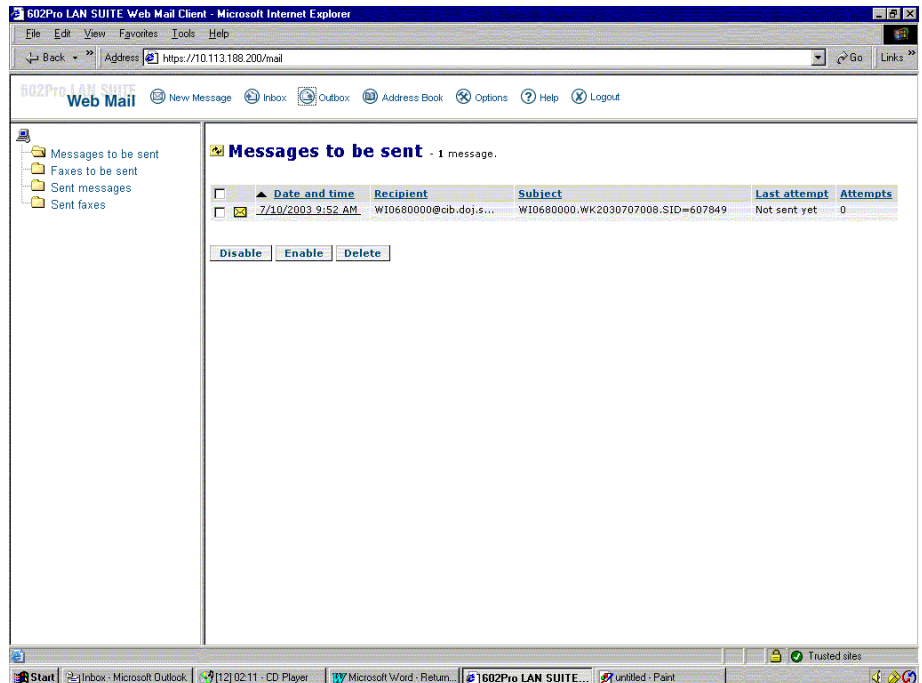 602Pro LAN SUITE Web Mail Client - Microsoft Internet Explorer
File Edit View Favorites Tools Help
Back » Address https://10.113.188.200/mail Go Links »
602Pro LAN SUITE
Web Mail New Message Inbox Outbox Address Book Options ? Help Logout
Messages to be sent
Faxes to be sent
Sent messages
Sent faxes
Messages to be sent - 1 message.
Date and time Recipient Subject Last attempt Attempts
7/10/2003 9:52 AM WI0680000@cib.doj.s... WI0680000.WK2030707008.SID=607849 Not sent yet 0
Disable Enable Delete
Trusted sites
Start Inbox - Microsoft Outlook [12] 02:11 - CD Player Microsoft Word - Return... 602Pro LAN SUITE... untitled - Paint